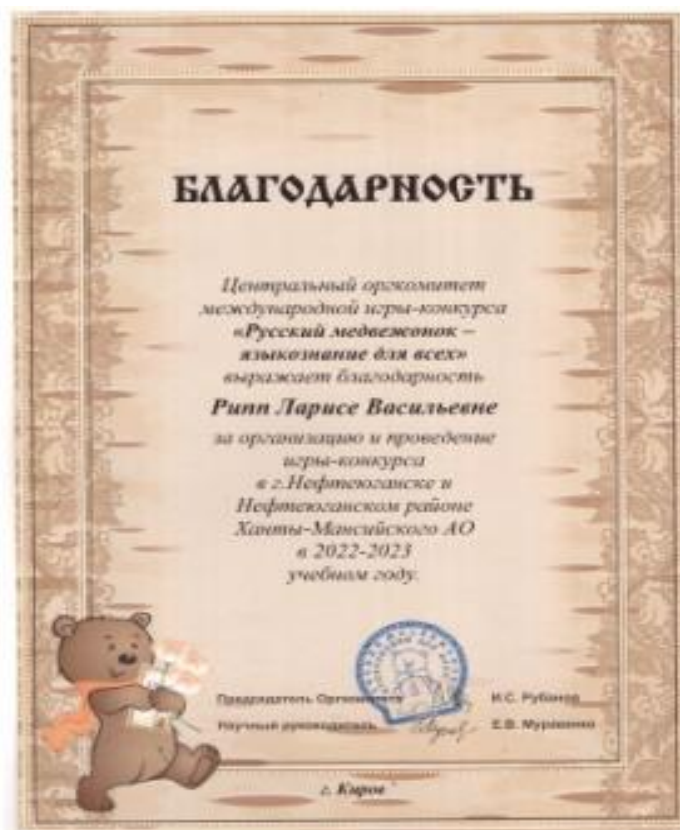 БЛАГОДАРНОСТЬ
Центральный оргкомитет
международной игры-конкурса
«Русский медвежонок –
языкознание для всех»
выражает благодарность
Рипп Ларисе Васильевне
за организацию и проведение
игры-конкурса
в г.Нефтеюганске и
Нефтеюганском районе
Ханты-Мансийского АО
в 2022-2023
учебном году.
Председатель Оргкомитета И.С. Рубанов
Научный руководитель Е.В. Муравенко
г. Киров